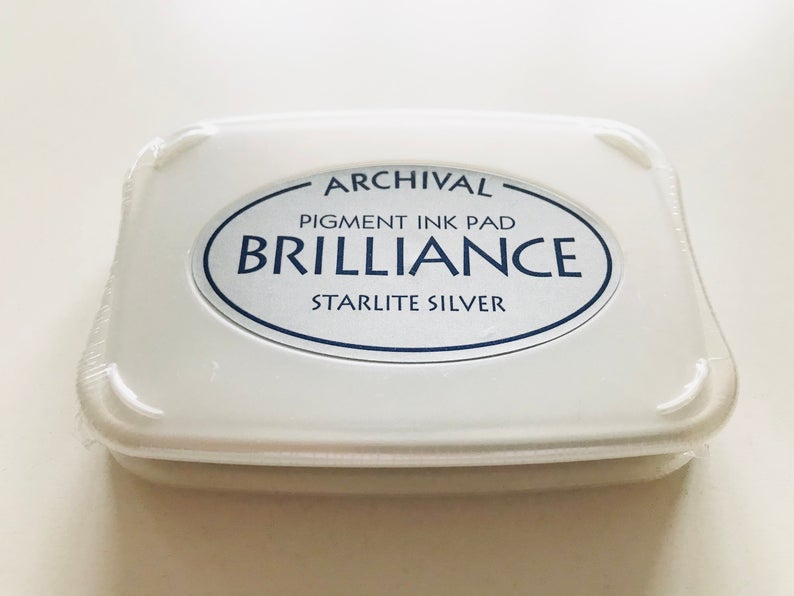 ARCHIVAL
PIGMENT INK PAD
BRILLIANCE
STARLITE SILVER